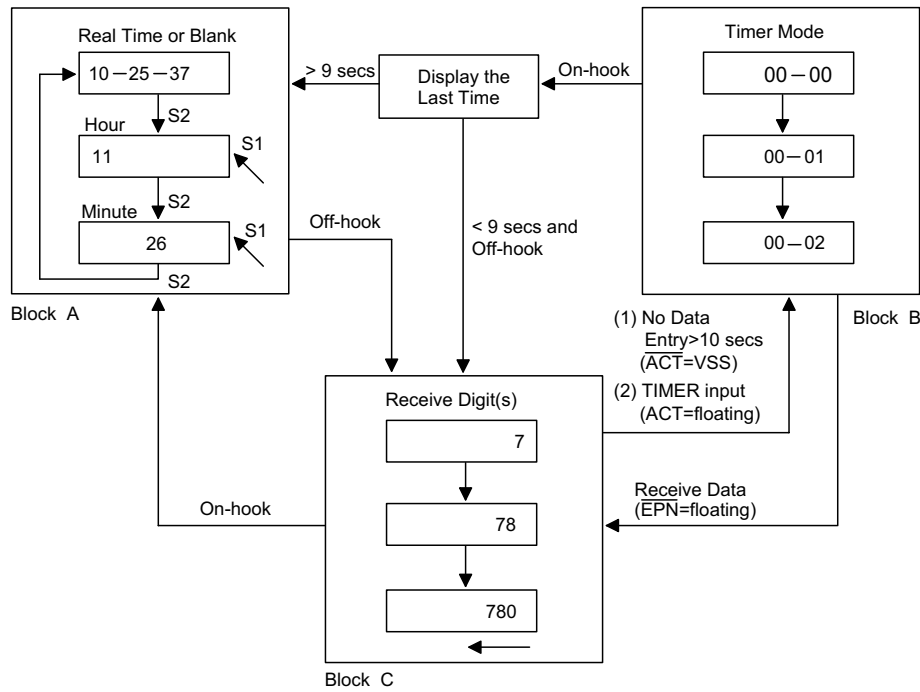 Real Time or Blank
10－25－37
S2
Hour
11
S1
S2
Minute
26
S1
S2
Block A
> 9 secs
Display the
Last Time
On-hook
Timer Mode
00－00
00－01
00－02
Block B
Off-hook
< 9 secs and
Off-hook
(1) No Data
Entry>10 secs
(A̅C̅T̅=VSS)
(2) TIMER input
(ACT=floating)
Receive Digit(s)
7
78
780
Block C
On-hook
Receive Data
(E̅P̅N̅=floating)